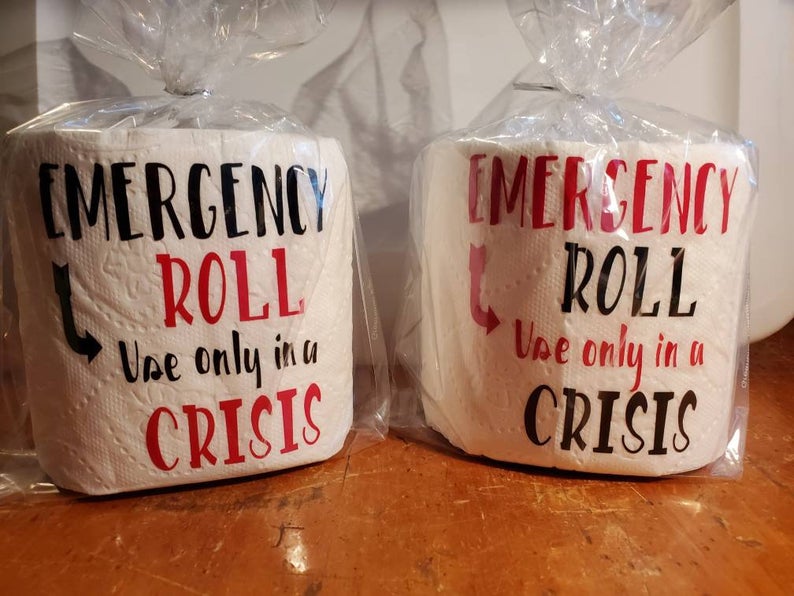 EMERGENCY
ROLL
Use only in a
CRISIS
EMERGENCY
ROLL
Use only in a
CRISIS